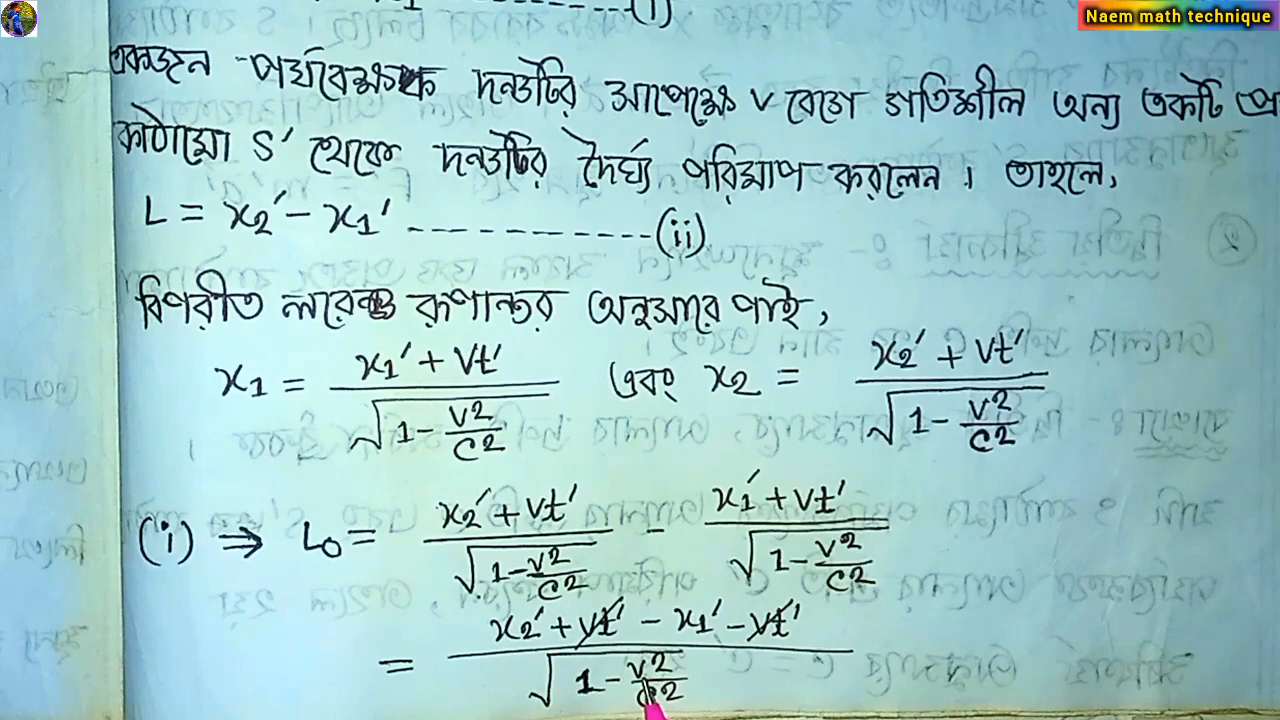 Naem math technique
(i)
একজন পর্যবেক্ষক দন্ডটির সাপেক্ষে v বেগে গতিশীল অন্য একটি প্র
কাঠামো S′ থেকে দন্ডটির দৈর্ঘ্য পরিমাপ করলেন । তাহলে,
L = x₂′ - x₁′ ------------(ii)
বিপরীত লরেন্ত রূপান্তর অনুসারে পাই,
x₁ = (x₁′ + vt′) / √(1 - v²/c²) এবং x₂ = (x₂′ + vt′) / √(1 - v²/c²)
(i) ⇒ L₀ = (x₂′ + vt′) / √(1 - v²/c²) - (x₁′ + vt′) / √(1 - v²/c²)
= (x₂′ + vt′ - x₁′ - vt′) / √(1 - v²/c²)